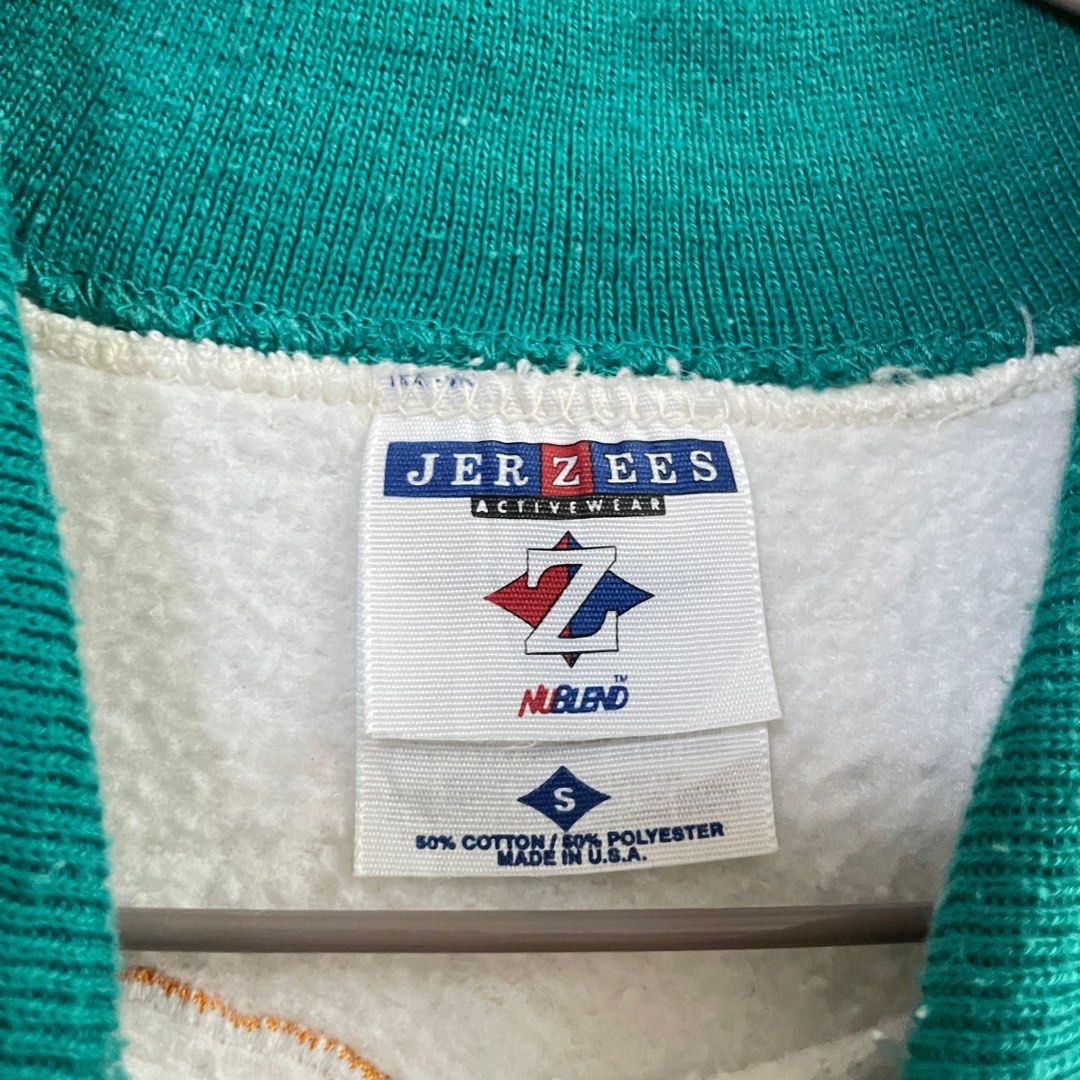 JERZEES
ACTIVEWEAR
Z
NUBLEND™
S
50% COTTON / 50% POLYESTER
MADE IN U.S.A.